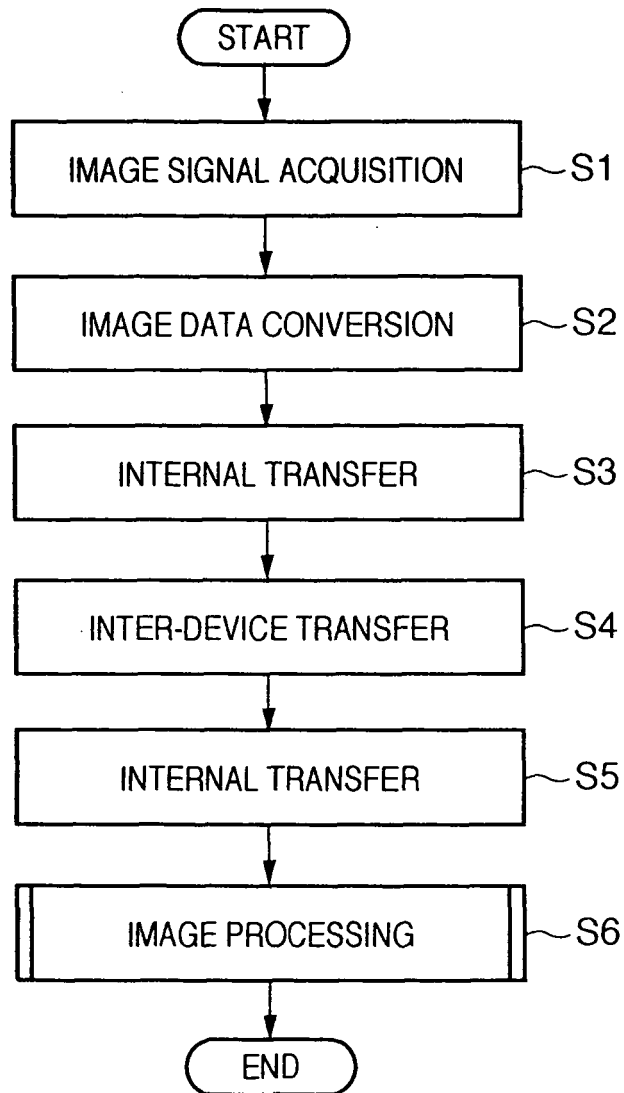 START
IMAGE SIGNAL ACQUISITION S1
IMAGE DATA CONVERSION S2
INTERNAL TRANSFER S3
INTER-DEVICE TRANSFER S4
INTERNAL TRANSFER S5
IMAGE PROCESSING S6
END